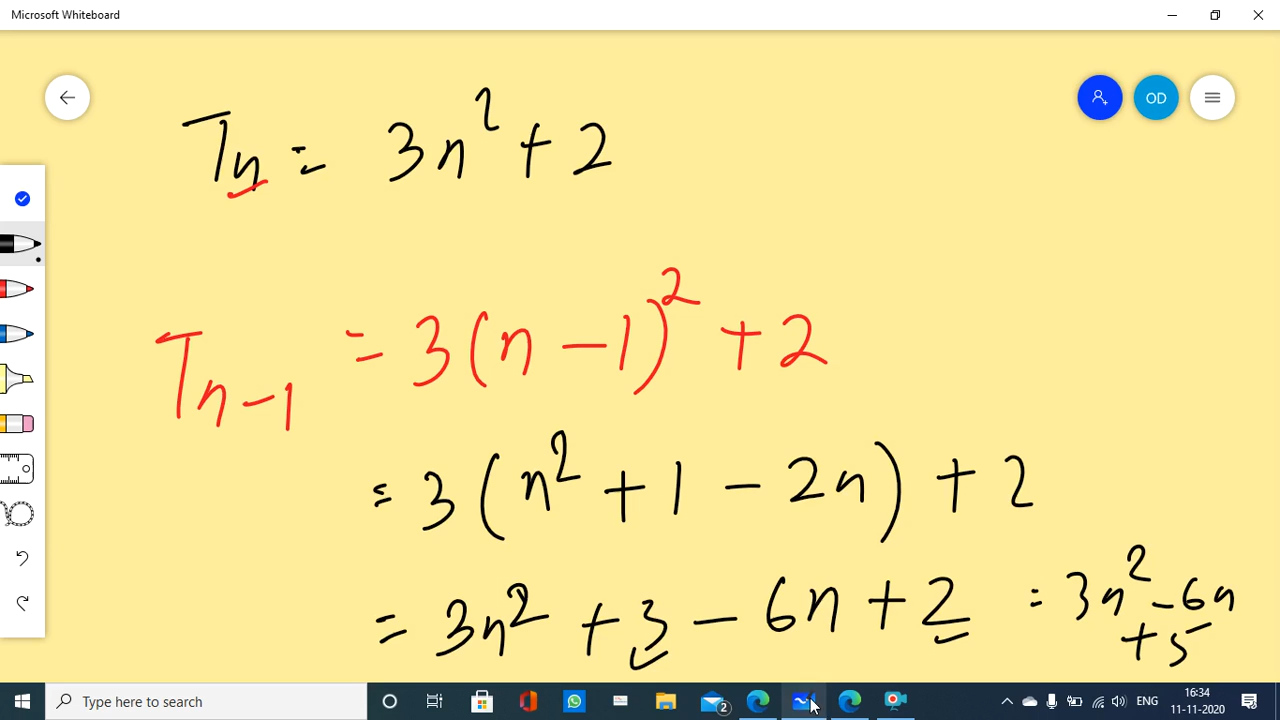 Microsoft Whiteboard
OD
Tn = 3n² + 2
Tn-1 = 3(n - 1)² + 2
= 3(n² + 1 - 2n) + 2
= 3n² + 3 - 6n + 2 = 3n² - 6n
+ 5
Type here to search
2
ENG
16:34
11-11-2020